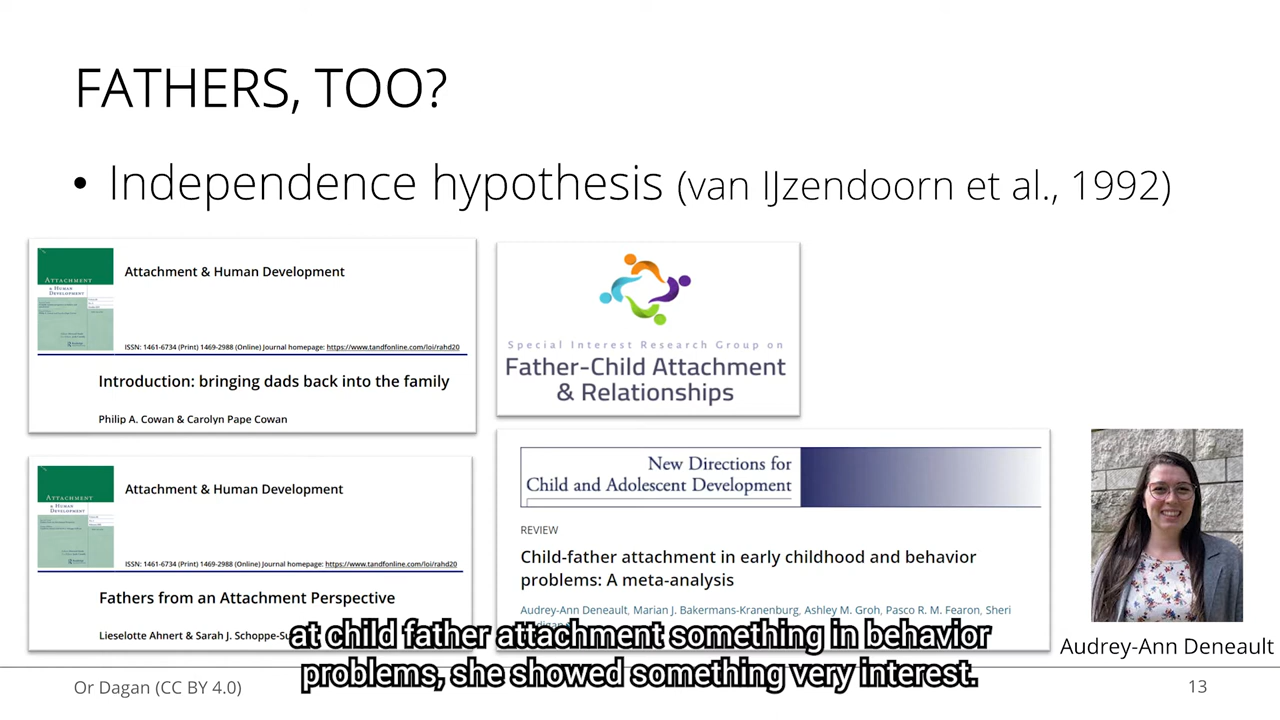 FATHERS, TOO?
• Independence hypothesis (van IJzendoorn et al., 1992)
ATTACHMENT
& HUMAN
DEVELOPMENT
Attachment & Human Development
ISSN: 1461-6734 (Print) 1469-2988 (Online) Journal homepage: https://www.tandfonline.com/loi/rahd20
Introduction: bringing dads back into the family
Philip A. Cowan & Carolyn Pape Cowan
Special Interest Research Group on
Father-Child Attachment
& Relationships
ATTACHMENT
& HUMAN
DEVELOPMENT
Attachment & Human Development
ISSN: 1461-6734 (Print) 1469-2988 (Online) Journal homepage: https://www.tandfonline.com/loi/rahd20
Fathers from an Attachment Perspective
Lieselotte Ahnert & Sarah J.
New Directions for
Child and Adolescent Development
REVIEW
Child-father attachment in early childhood and behavior
problems: A meta-analysis
Audrey-Ann Deneault, Marian J. Bakermans-Kranenburg, Ashley M. Groh, Pasco R. M. Fearon, Sheri
Audrey-Ann Deneault
at child father attachment something in behavior
problems, she showed something very interest.
Or Dagan (CC BY 4.0)
13